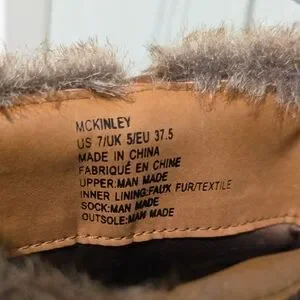 MCKINLEY
US 7/UK 5/EU 37.5
MADE IN CHINA
FABRIQUÉ EN CHINE
UPPER:MAN MADE
INNER LINING:FAUX FUR/TEXTILE
SOCK:MAN MADE
OUTSOLE:MAN MADE